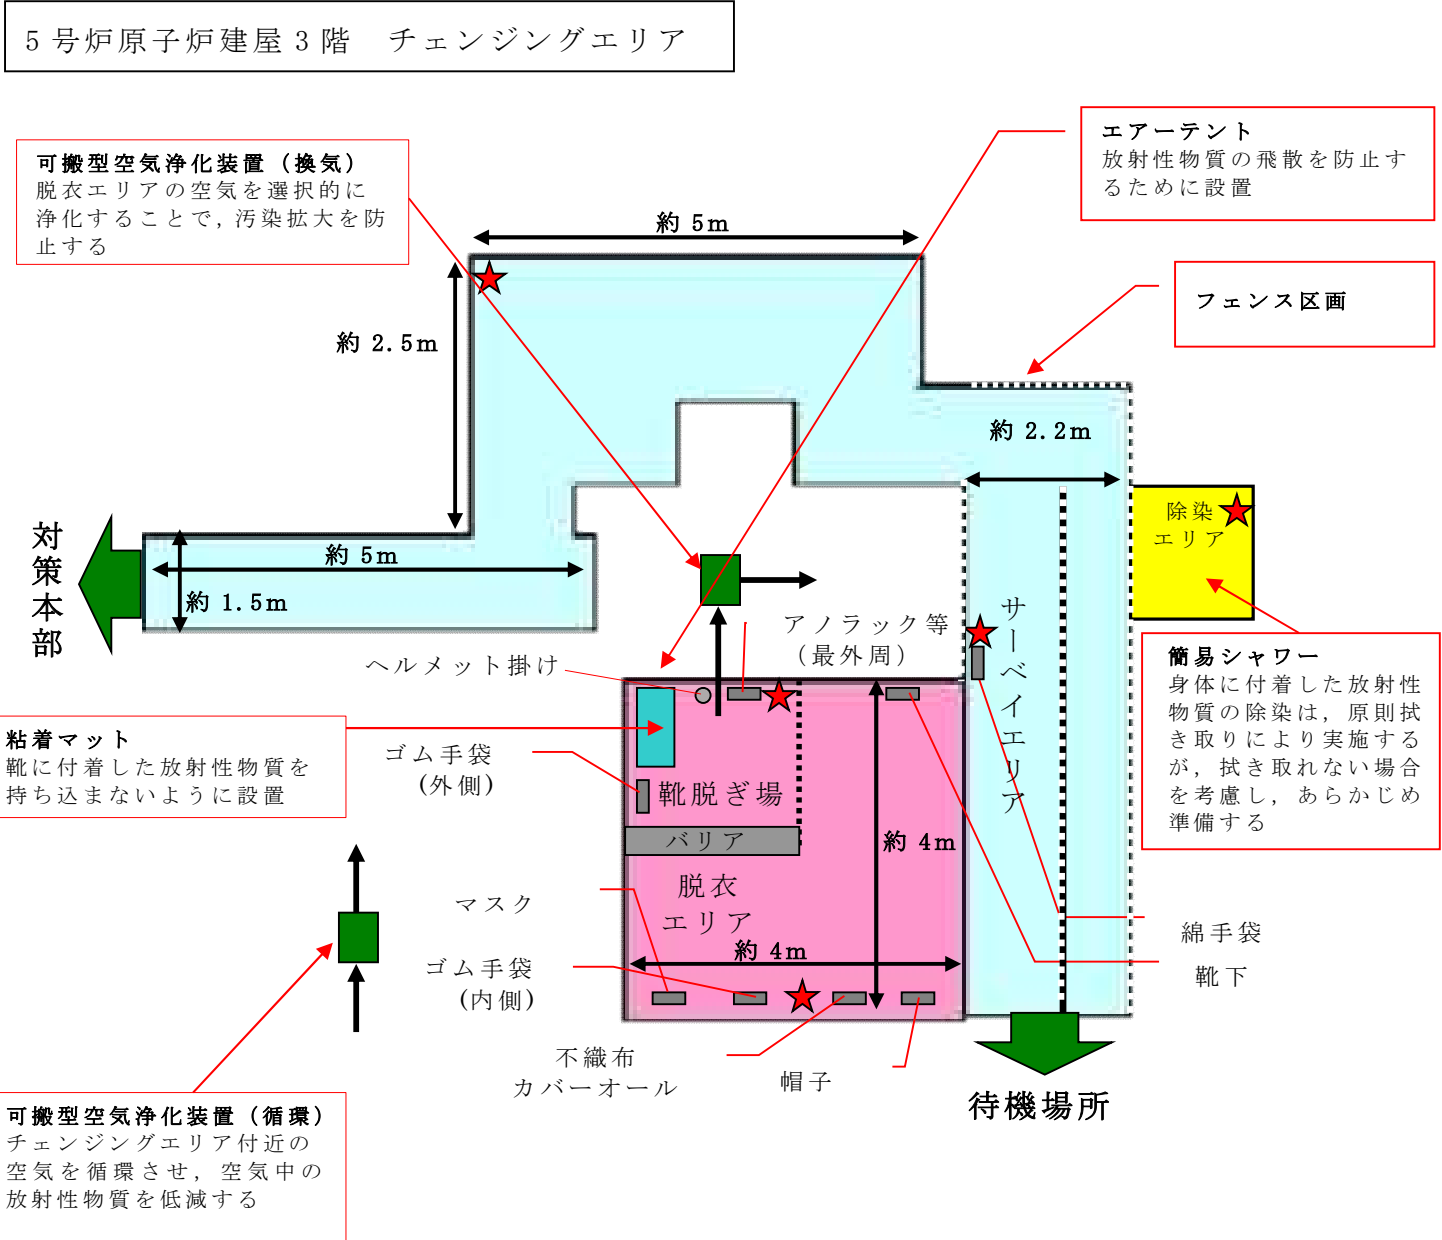 5号炉原子炉建屋3階　チェンジングエリア
エアーテント
放射性物質の飛散を防止す
るために設置
可搬型空気浄化装置（換気）
脱衣エリアの空気を選択的に
浄化することで,汚染拡大を防
止する
約 5m
フェンス区画
約 2.5m
約 2.2m
除染
エリア
対策本部
約 5m
約 1.5m
サーベイエリア
アノラック等
（最外周）
ヘルメット掛け
簡易シャワー
身体に付着した放射性
物質の除染は，原則拭
き取りにより実施する
が，拭き取れない場合
を考慮し，あらかじめ
準備する
粘着マット
靴に付着した放射性物質を
持ち込まないように設置
ゴム手袋
(外側)
靴脱ぎ場
バリア
約 4m
脱衣
エリア
マスク
約 4m
綿手袋
ゴム手袋
(内側)
靴下
不織布
カバーオール
帽子
待機場所
可搬型空気浄化装置（循環）
チェンジングエリア付近の
空気を循環させ，空気中の
放射性物質を低減する